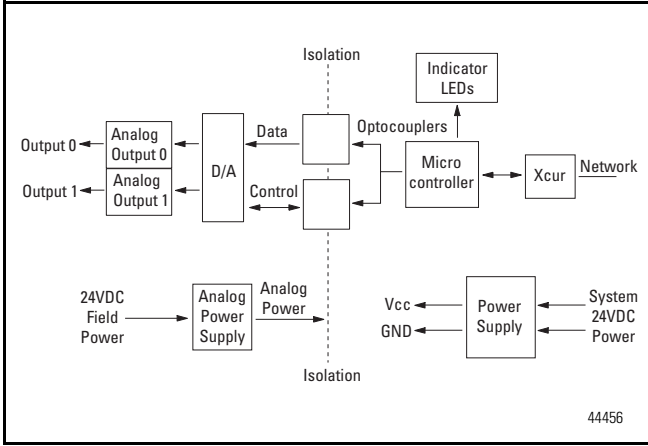 Isolation
Indicator
LEDs
Output 0
Analog
Output 0
D/A
Data
Optocouplers
Micro
controller
Xcur
Network
Output 1
Analog
Output 1
Control
24VDC
Field
Power
Analog
Power
Supply
Analog
Power
Vcc
GND
Power
Supply
System
24VDC
Power
Isolation
44456